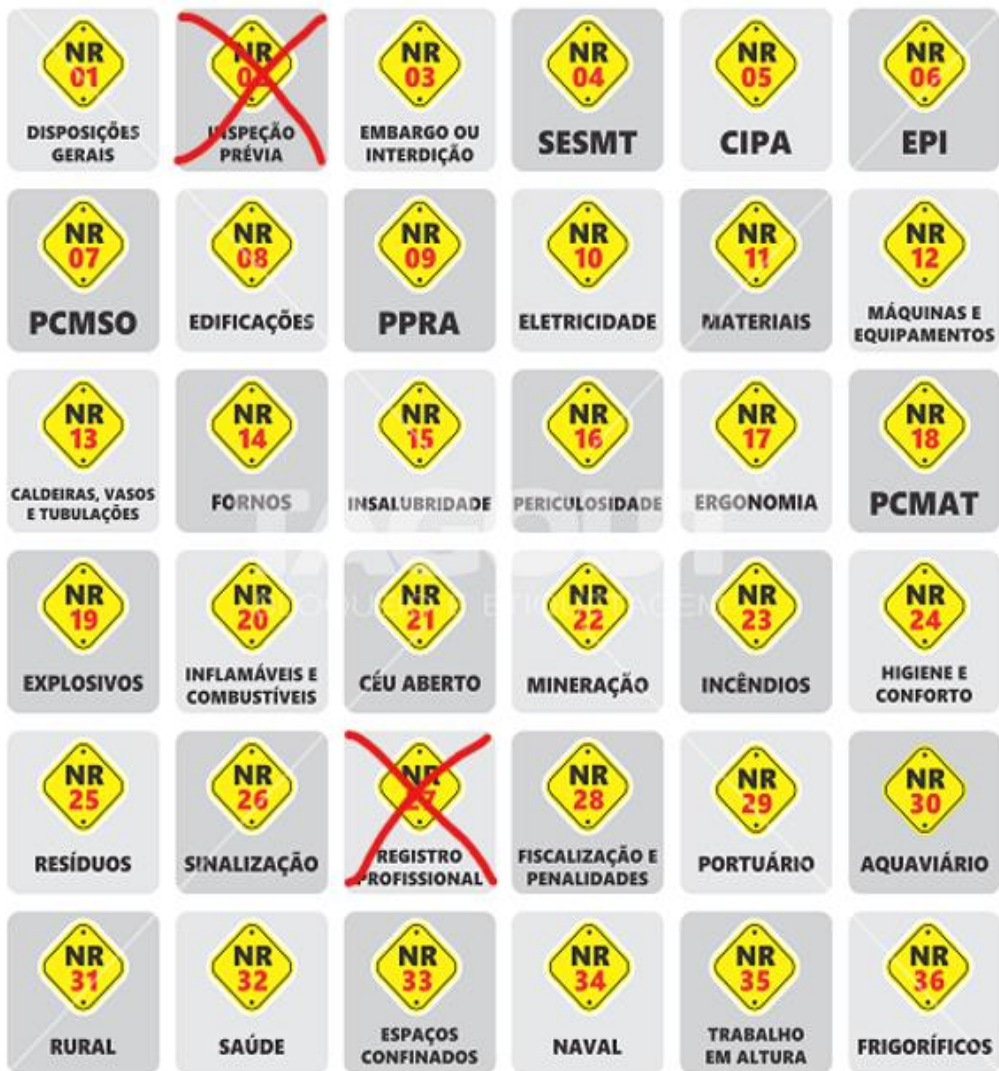 NR
01
DISPOSIÇÕES
GERAIS
NR
02
INSPEÇÃO
PRÉVIA
NR
03
EMBARGO OU
INTERDIÇÃO
NR
04
SESMT
NR
05
CIPA
NR
06
EPI
NR
07
PCMSO
NR
08
EDIFICAÇÕES
NR
09
PPRA
NR
10
ELETRICIDADE
NR
11
MATERIAIS
NR
12
MÁQUINAS E
EQUIPAMENTOS
NR
13
CALDEIRAS, VASOS
E TUBULAÇÕES
NR
14
FORNOS
NR
15
INSALUBRIDADE
NR
16
PERICULOSIDADE
NR
17
ERGONOMIA
NR
18
PCMAT
TAGOUT
BLOQUEIO E ETIQUETAGEM
NR
19
EXPLOSIVOS
NR
20
INFLAMÁVEIS E
COMBUSTÍVEIS
NR
21
CÉU ABERTO
NR
22
MINERAÇÃO
NR
23
INCÊNDIOS
NR
24
HIGIENE E
CONFORTO
NR
25
RESÍDUOS
NR
26
SINALIZAÇÃO
NR
27
REGISTRO
PROFISSIONAL
NR
28
FISCALIZAÇÃO E
PENALIDADES
NR
29
PORTUÁRIO
NR
30
AQUAVIÁRIO
NR
31
RURAL
NR
32
SAÚDE
NR
33
ESPAÇOS
CONFINADOS
NR
34
NAVAL
NR
35
TRABALHO
EM ALTURA
NR
36
FRIGORÍFICOS